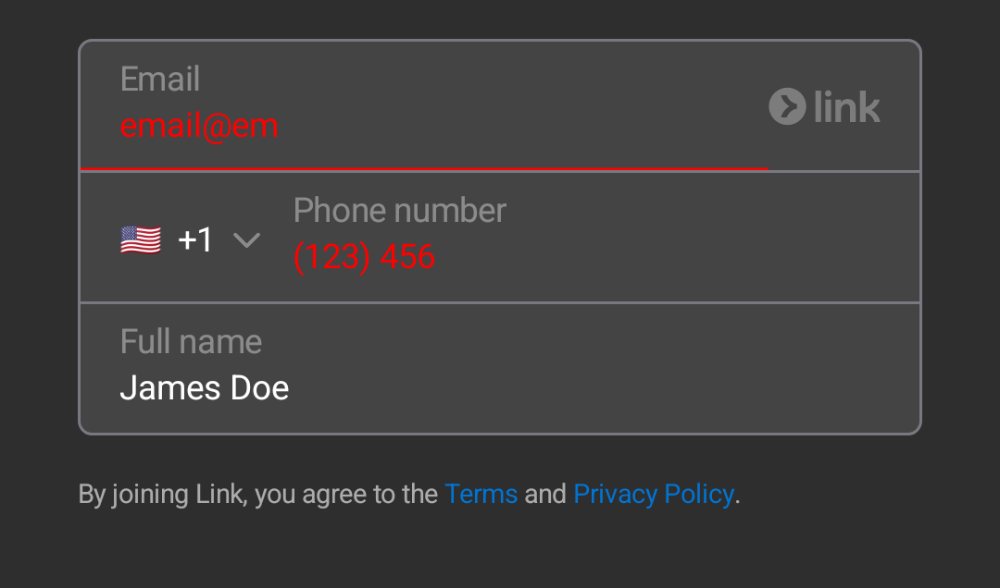 Email
email@em
link
Phone number
+1
(123) 456
Full name
James Doe
By joining Link, you agree to the Terms and Privacy Policy.